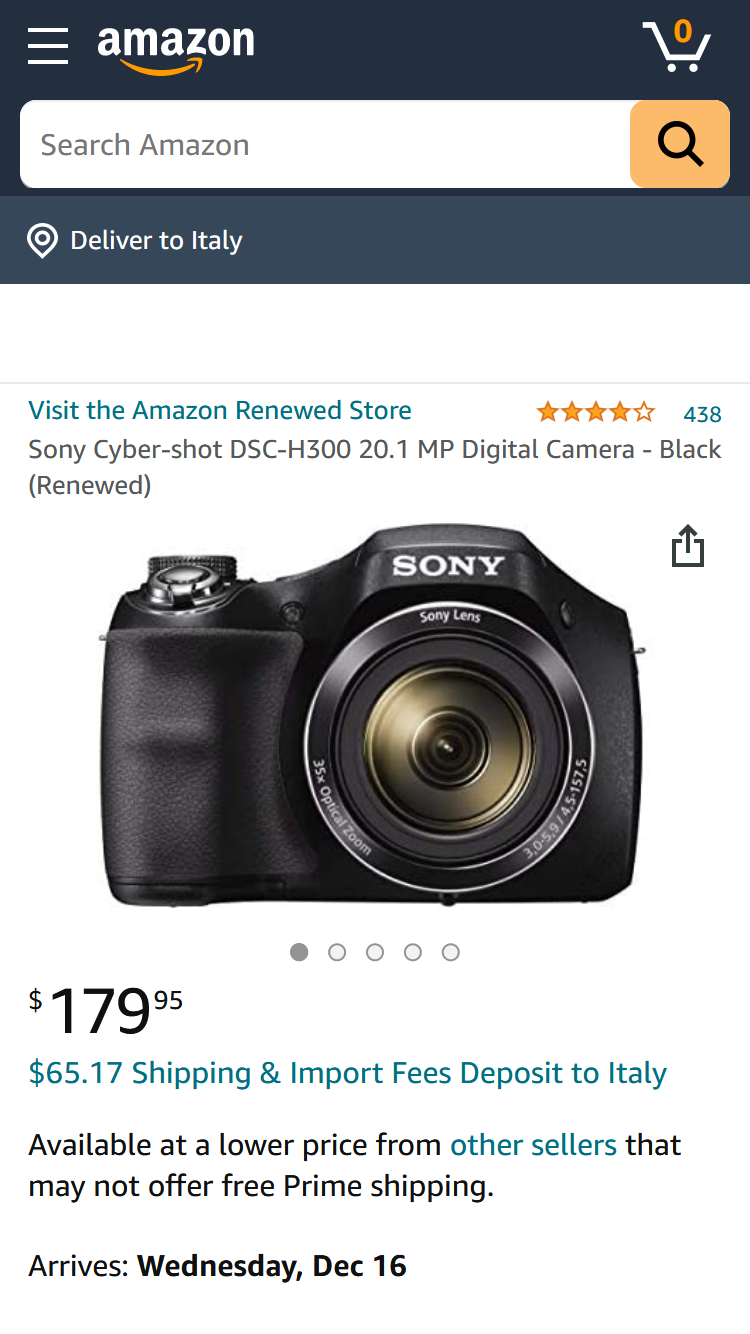 amazon
0
Search Amazon
Deliver to Italy
Visit the Amazon Renewed Store
438
Sony Cyber-shot DSC-H300 20.1 MP Digital Camera - Black
(Renewed)
SONY
Sony Lens
35x Optical Zoom
3,0-5,9 / 4,5-157,5
$179 95
$65.17 Shipping & Import Fees Deposit to Italy
Available at a lower price from other sellers that
may not offer free Prime shipping.
Arrives: Wednesday, Dec 16